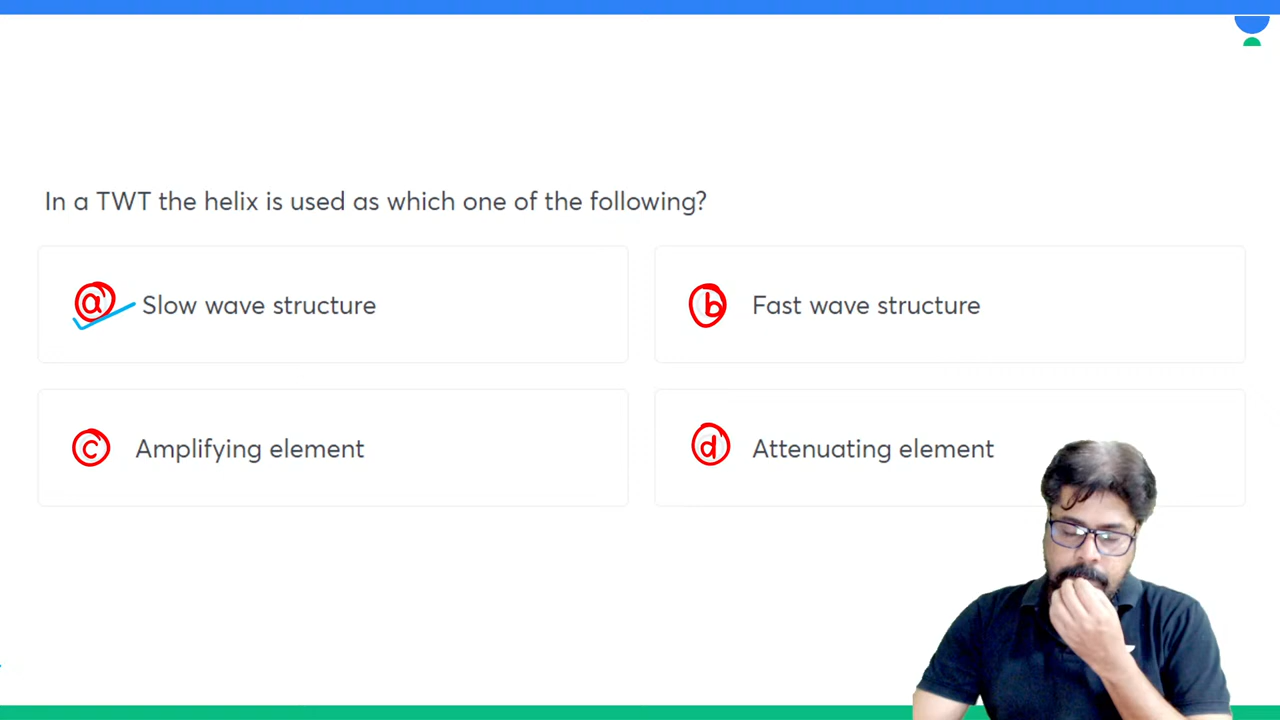 In a TWT the helix is used as which one of the following?
a Slow wave structure
b Fast wave structure
c Amplifying element
d Attenuating element